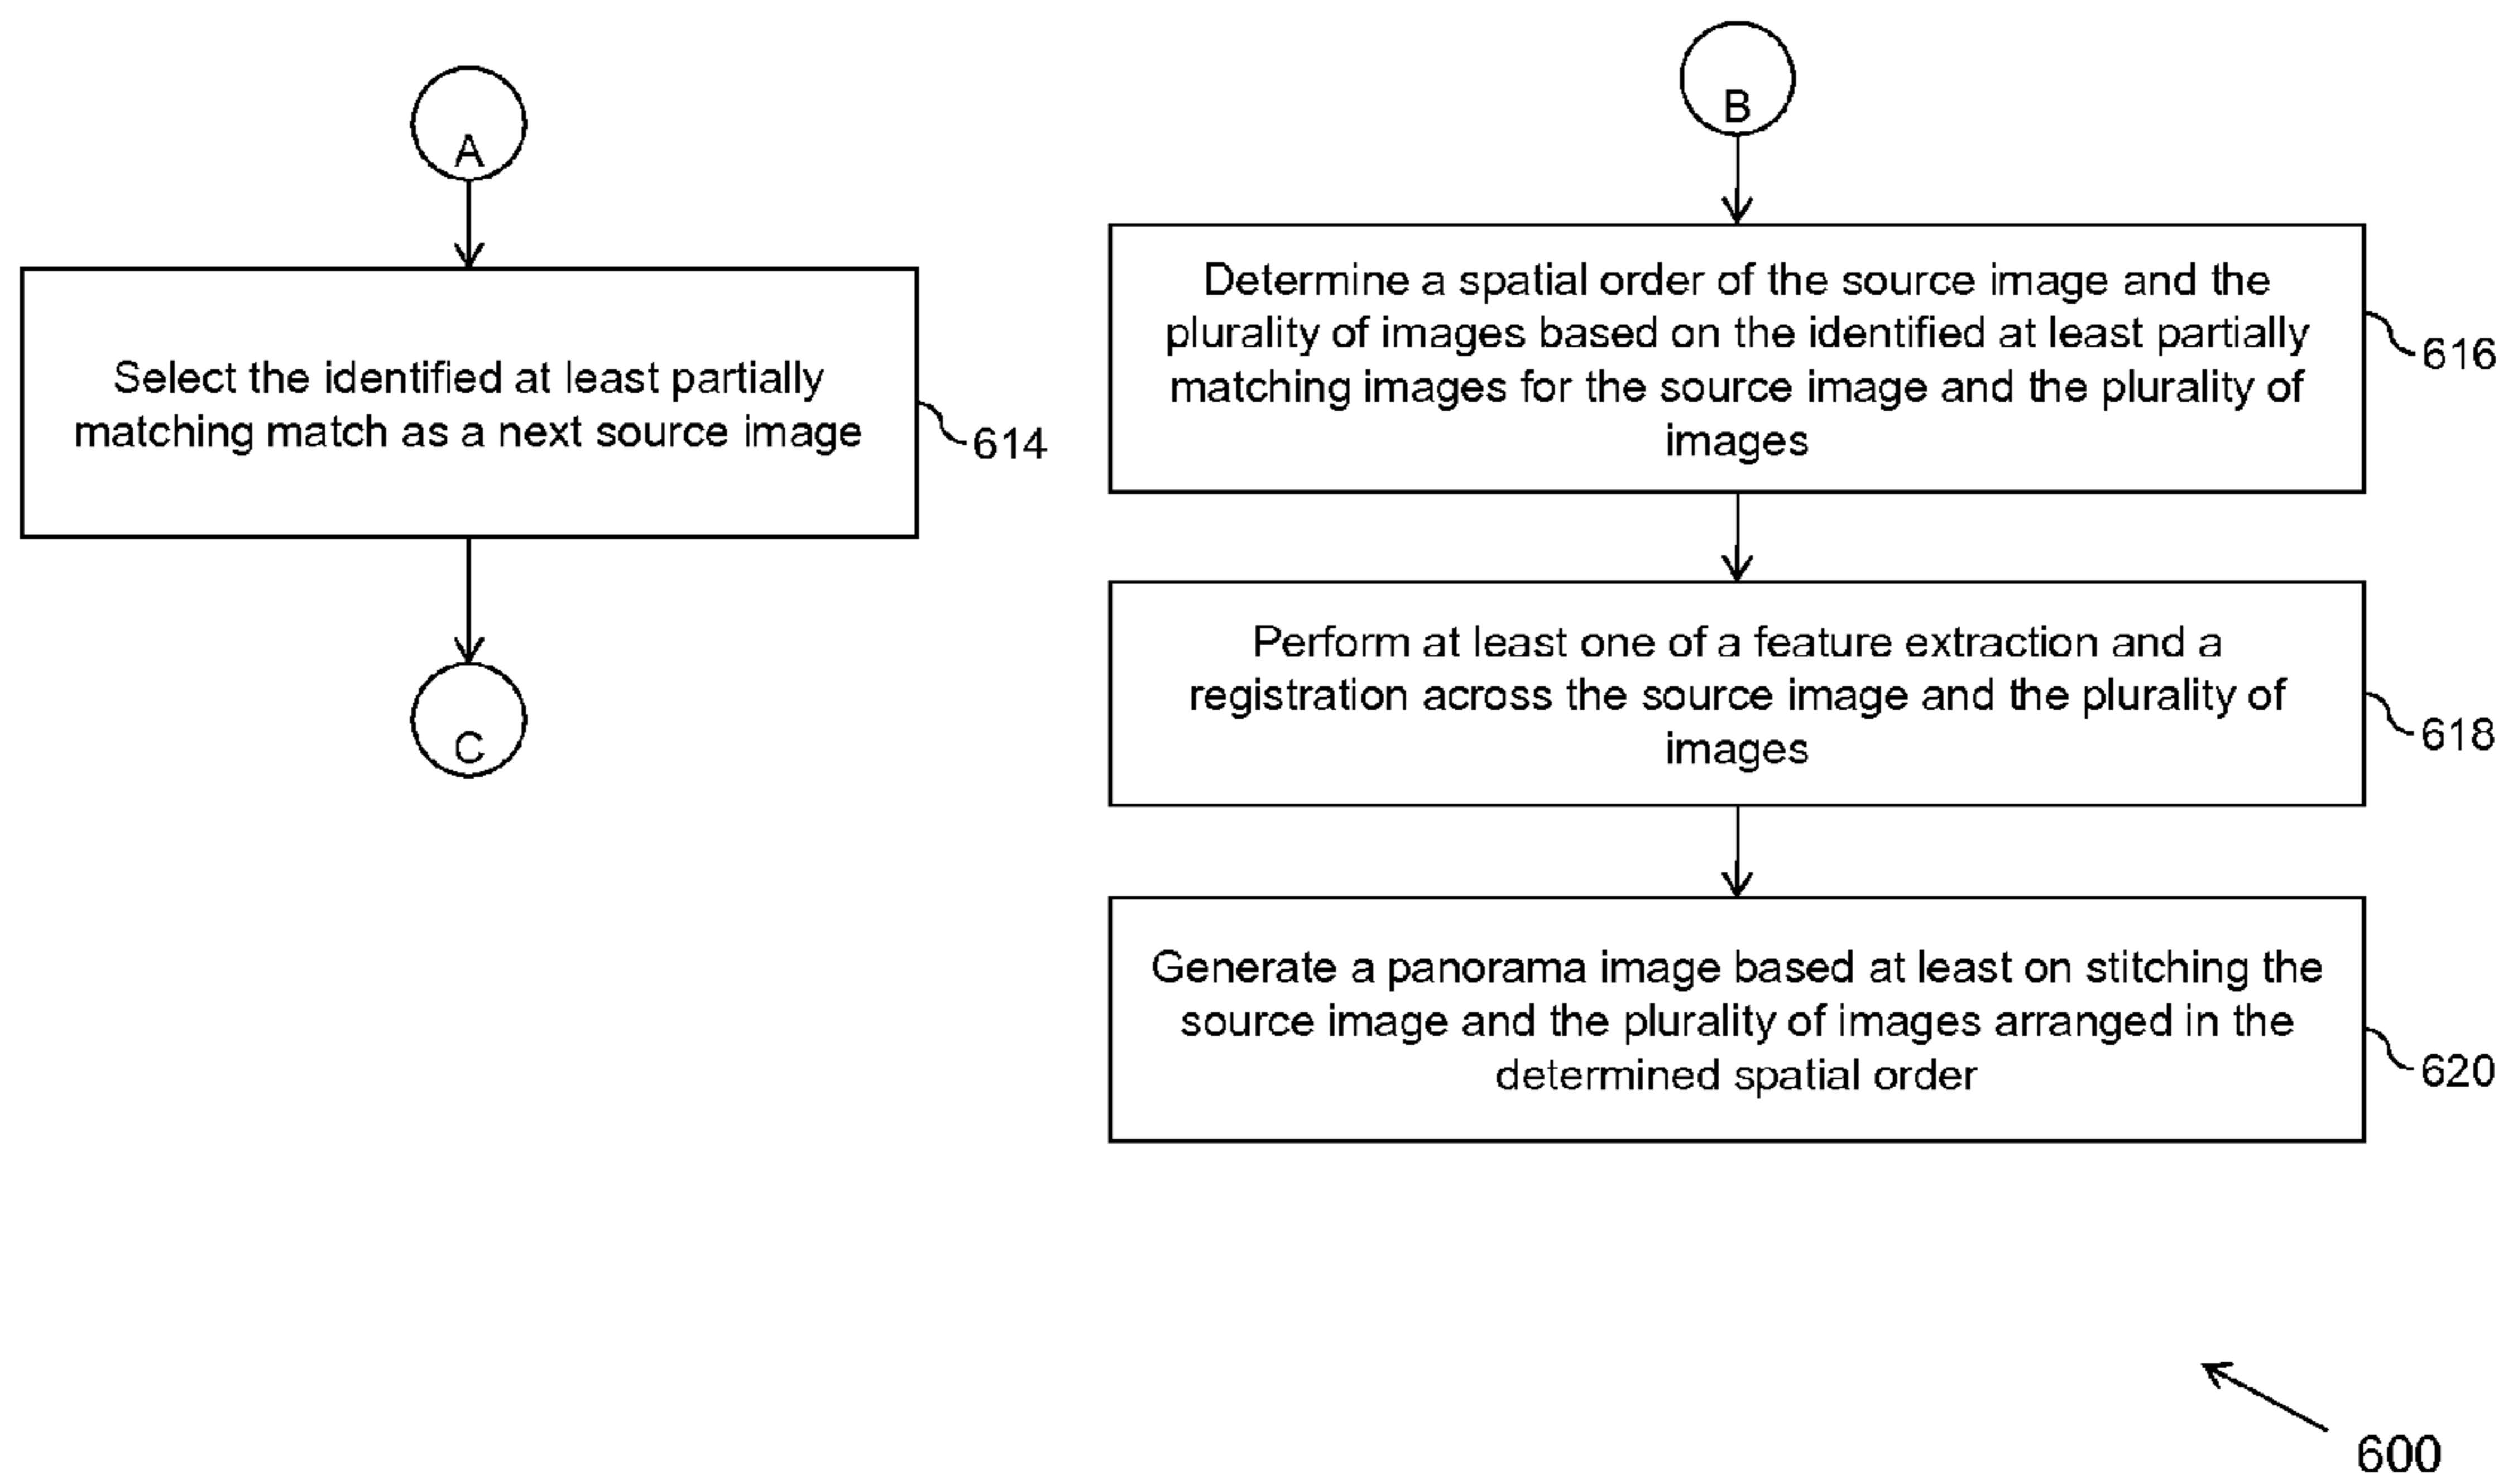 A
Select the identified at least partially
matching match as a next source image
614
C
B
Determine a spatial order of the source image and the
plurality of images based on the identified at least partially
matching images for the source image and the plurality of
images
616
Perform at least one of a feature extraction and a
registration across the source image and the plurality of
images
618
Generate a panorama image based at least on stitching the
source image and the plurality of images arranged in the
determined spatial order
620
600